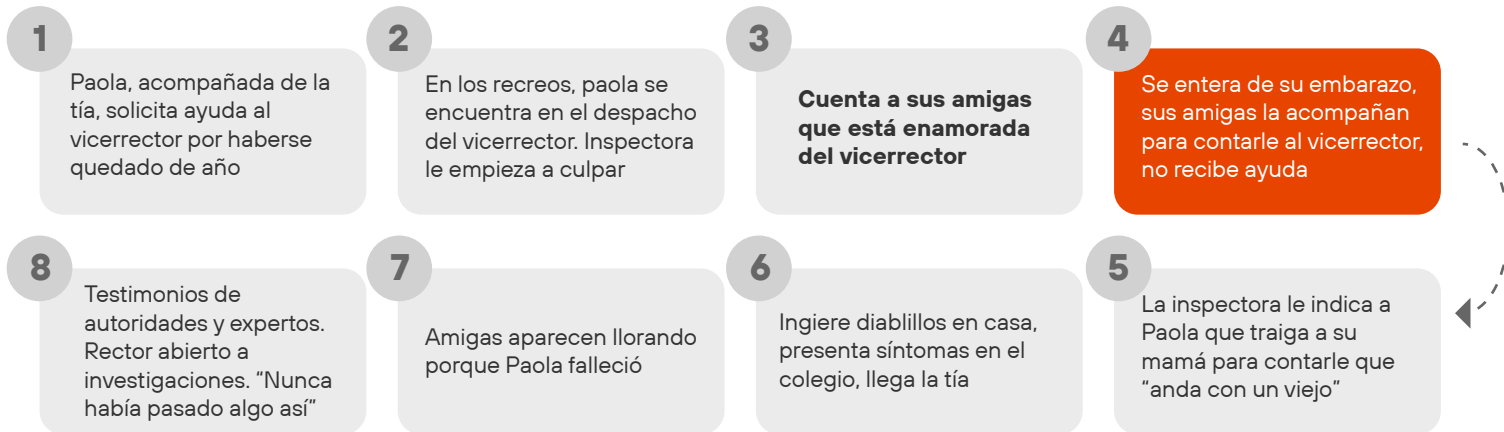 1
Paola, acompañada de la
tía, solicita ayuda al
vicerrector por haberse
quedado de año
2
En los recreos, paola se
encuentra en el despacho
del vicerrector. Inspectora
le empieza a culpar
3
Cuenta a sus amigas
que está enamorada
del vicerrector
4
Se entera de su embarazo,
sus amigas la acompañan
para contarle al vicerrector,
no recibe ayuda
5
La inspectora le indica a
Paola que traiga a su
mamá para contarle que
“anda con un viejo”
6
Ingiere diablillos en casa,
presenta síntomas en el
colegio, llega la tía
7
Amigas aparecen llorando
porque Paola falleció
8
Testimonios de
autoridades y expertos.
Rector abierto a
investigaciones. “Nunca
había pasado algo así”